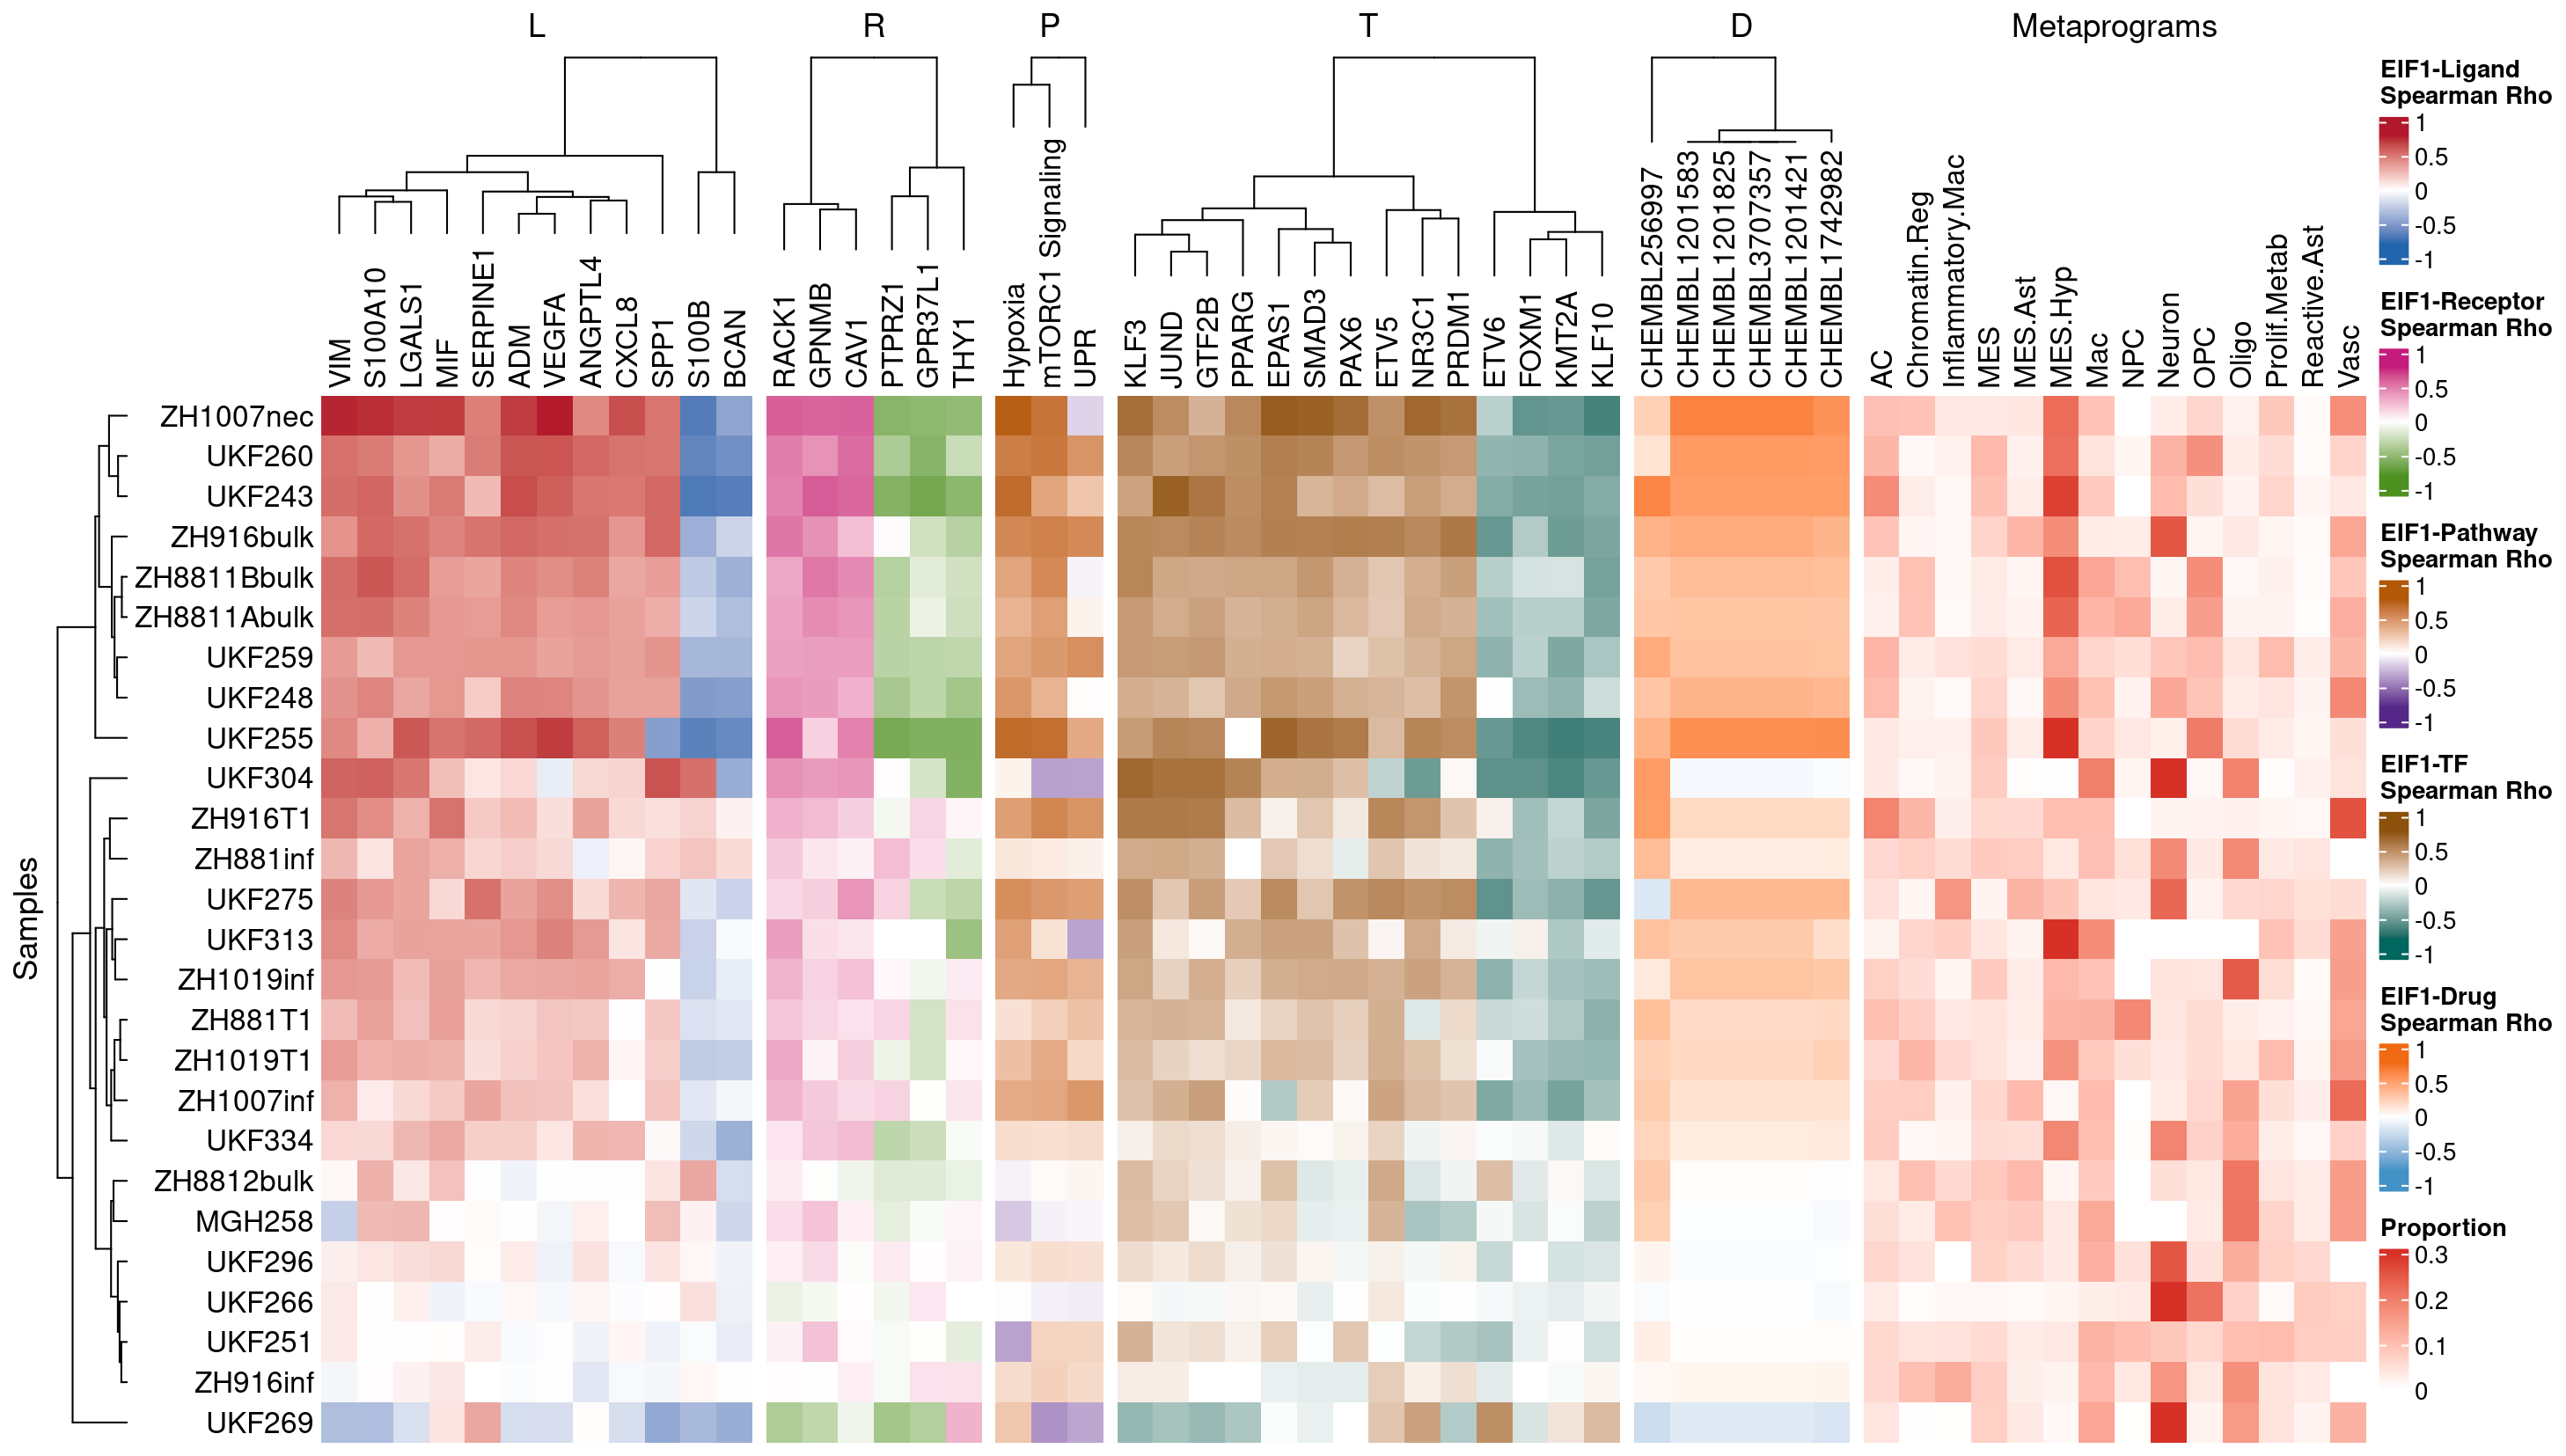 L R P T D Metaprograms
VIM S100A10 LGALS1 MIF SERPINE1 ADM VEGFA ANGPTL4 CXCL8 SPP1 S100B BCAN
RACK1 GPNMB CAV1 PTPRZ1 GPR37L1 THY1
Hypoxia mTORC1 Signaling UPR
KLF3 JUND GTF2B PPARG EPAS1 SMAD3 PAX6 ETV5 NR3C1 PRDM1 ETV6 FOXM1 KMT2A KLF10
CHEMBL256997 CHEMBL1201583 CHEMBL1201825 CHEMBL3707357 CHEMBL1201421 CHEMBL1742982
AC Chromatin.Reg Inflammatory.Mac MES MES.Ast MES.Hyp Mac NPC Neuron OPC Oligo Prolif.Metab Reactive.Ast Vasc
Samples
ZH1007nec
UKF260
UKF243
ZH916bulk
ZH8811Bbulk
ZH8811Abulk
UKF259
UKF248
UKF255
UKF304
ZH916T1
ZH881inf
UKF275
UKF313
ZH1019inf
ZH881T1
ZH1019T1
ZH1007inf
UKF334
ZH8812bulk
MGH258
UKF296
UKF266
UKF251
ZH916inf
UKF269
EIF1-Ligand
Spearman Rho
1
0.5
0
-0.5
-1
EIF1-Receptor
Spearman Rho
1
0.5
0
-0.5
-1
EIF1-Pathway
Spearman Rho
1
0.5
0
-0.5
-1
EIF1-TF
Spearman Rho
1
0.5
0
-0.5
-1
EIF1-Drug
Spearman Rho
1
0.5
0
-0.5
-1
Proportion
0.3
0.2
0.1
0